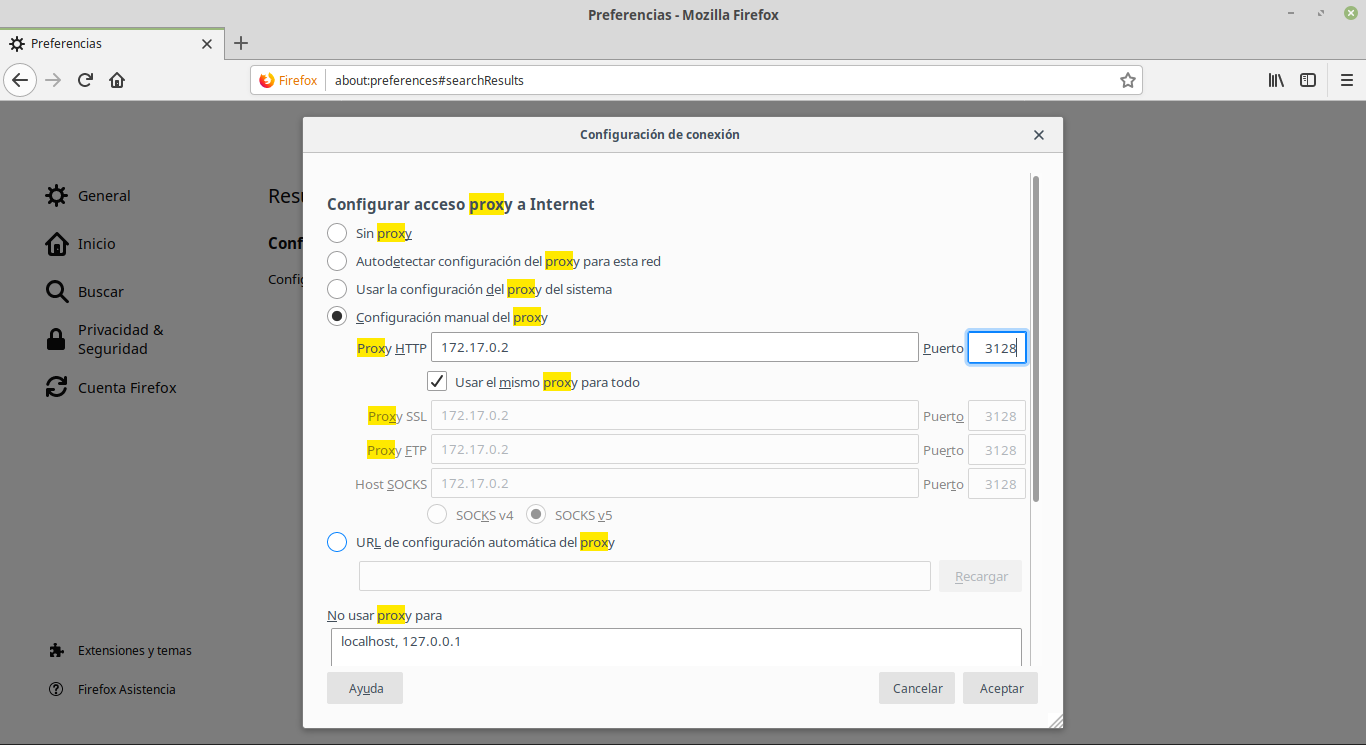 Preferencias - Mozilla Firefox
Preferencias
Firefox
about:preferences#searchResults
Configuración de conexión
General
Inicio
Buscar
Privacidad &
Seguridad
Cuenta Firefox
Extensiones y temas
Firefox Asistencia
Resu
Conf
Config
Configurar acceso proxy a Internet
Sin proxy
Autodetectar configuración del proxy para esta red
Usar la configuración del proxy del sistema
Configuración manual del proxy
Proxy HTTP 172.17.0.2 Puerto 3128
Usar el mismo proxy para todo
Proxy SSL 172.17.0.2 Puerto 3128
Proxy FTP 172.17.0.2 Puerto 3128
Host SOCKS 172.17.0.2 Puerto 3128
SOCKS v4 SOCKS v5
URL de configuración automática del proxy
Recargar
No usar proxy para
localhost, 127.0.0.1
Ayuda Cancelar Aceptar